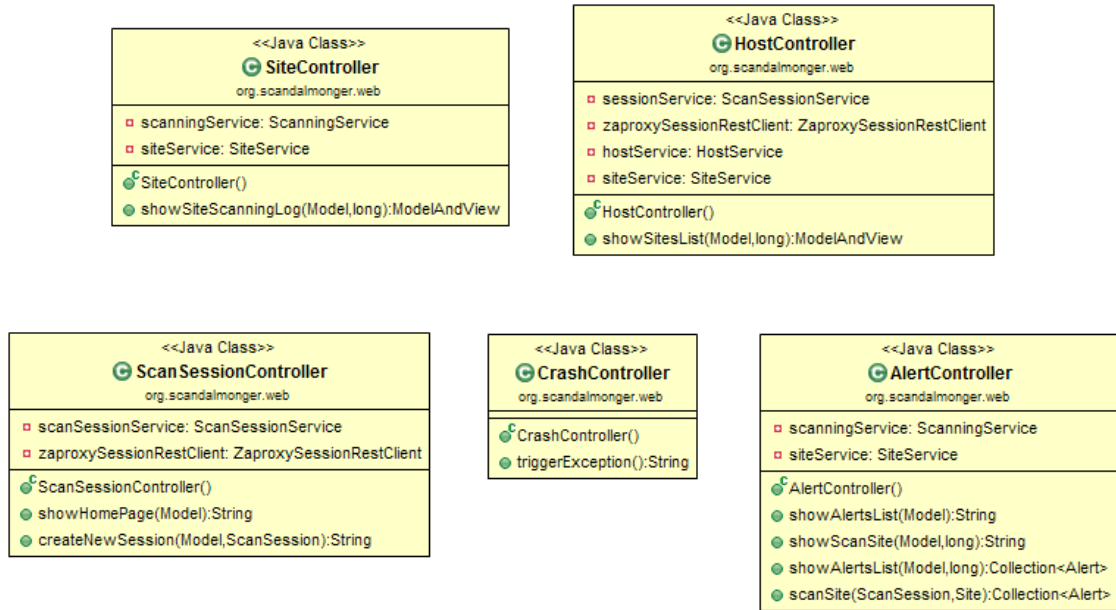 <<Java Class>>
SiteController
org.scandalmonger.web
scanningService: ScanningService
siteService: SiteService
SiteController()
showSiteScanningLog(Model,long):ModelAndView
<<Java Class>>
HostController
org.scandalmonger.web
sessionService: ScanSessionService
zaproxySessionRestClient: ZaproxySessionRestClient
hostService: HostService
siteService: SiteService
HostController()
showSitesList(Model,long):ModelAndView
<<Java Class>>
ScanSessionController
org.scandalmonger.web
scanSessionService: ScanSessionService
zaproxySessionRestClient: ZaproxySessionRestClient
ScanSessionController()
showHomePage(Model):String
createNewSession(Model,ScanSession):String
<<Java Class>>
CrashController
org.scandalmonger.web
CrashController()
triggerException():String
<<Java Class>>
AlertController
org.scandalmonger.web
scanningService: ScanningService
siteService: SiteService
AlertController()
showAlertsList(Model):String
showScanSite(Model,long):String
showAlertsList(Model,long):Collection<Alert>
scanSite(ScanSession,Site):Collection<Alert>